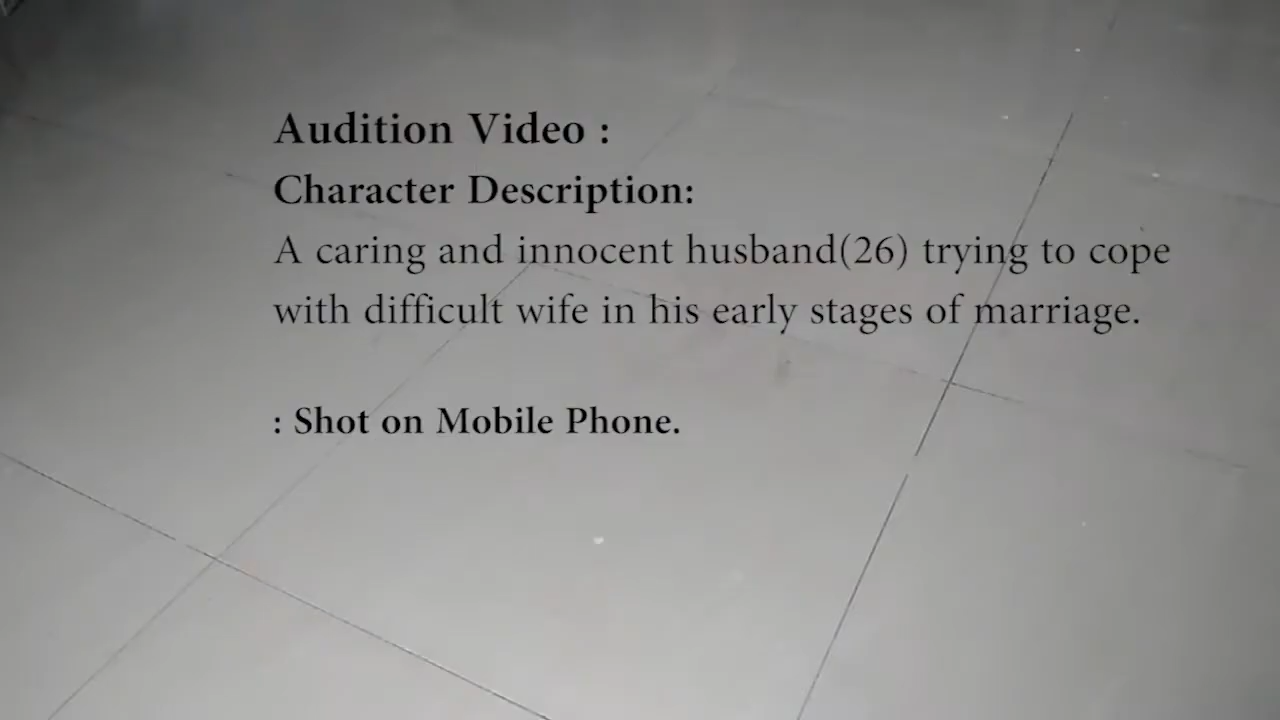 Audition Video :
Character Description:
A caring and innocent husband(26) trying to cope
with difficult wife in his early stages of marriage.
: Shot on Mobile Phone.